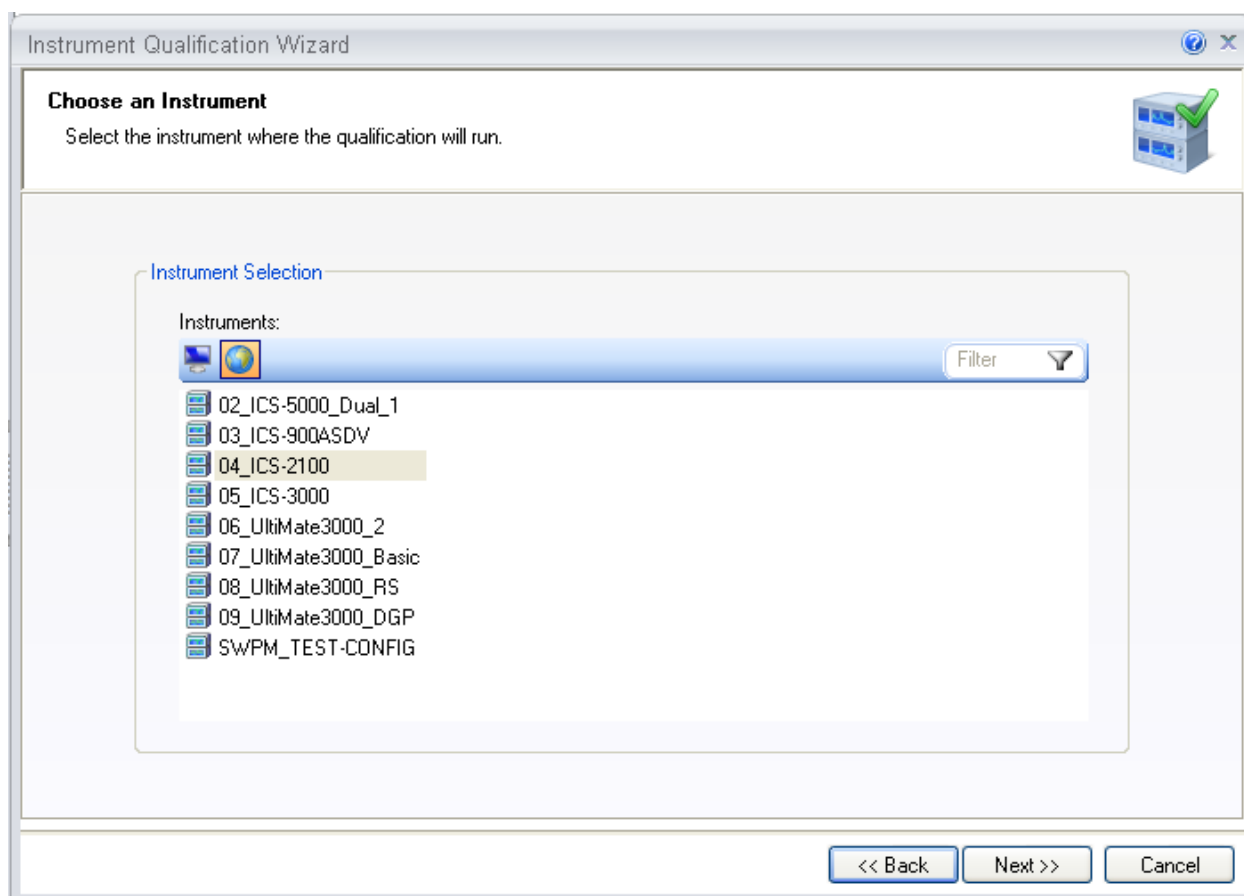 Instrument Qualification Wizard
Choose an Instrument
Select the instrument where the qualification will run.
Instrument Selection
Instruments:
Filter
02_ICS-5000_Dual_1
03_ICS-900ASDV
04_ICS-2100
05_ICS-3000
06_UltiMate3000_2
07_UltiMate3000_Basic
08_UltiMate3000_RS
09_UltiMate3000_DGP
SWPM_TEST-CONFIG
<< Back Next >> Cancel